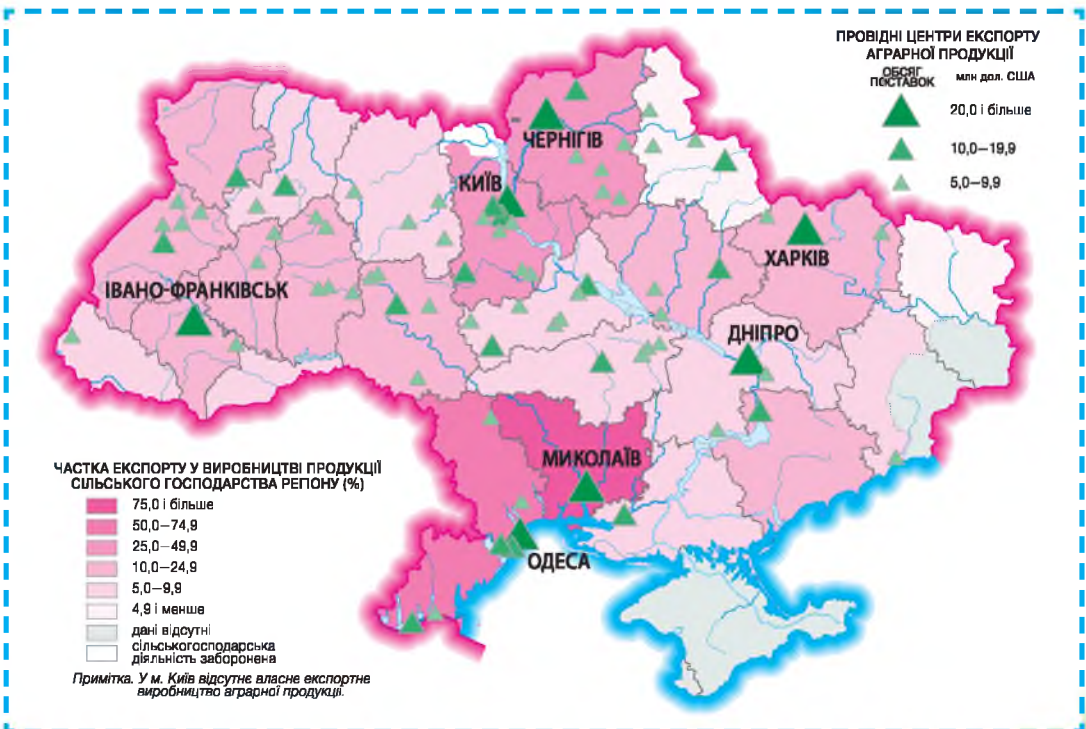 ПРОВІДНІ ЦЕНТРИ ЕКСПОРТУ
АГРАРНОЇ ПРОДУКЦІЇ
ОБСЯГ
ПОСТАВОК
млн дол. США
20,0 і більше
10,0–19,9
5,0–9,9
ЧЕРНІГІВ
КИЇВ
ХАРКІВ
ІВАНО-ФРАНКІВСЬК
ДНІПРО
МИКОЛАЇВ
ОДЕСА
ЧАСТКА ЕКСПОРТУ У ВИРОБНИЦТВІ ПРОДУКЦІЇ
СІЛЬСЬКОГО ГОСПОДАРСТВА РЕГІОНУ (%)
75,0 і більше
50,0–74,9
25,0–49,9
10,0–24,9
5,0–9,9
4,9 і менше
дані відсутні
сільськогосподарська
діяльність заборонена
Примітка. У м. Київ відсутнє власне експортне
виробництво аграрної продукції.